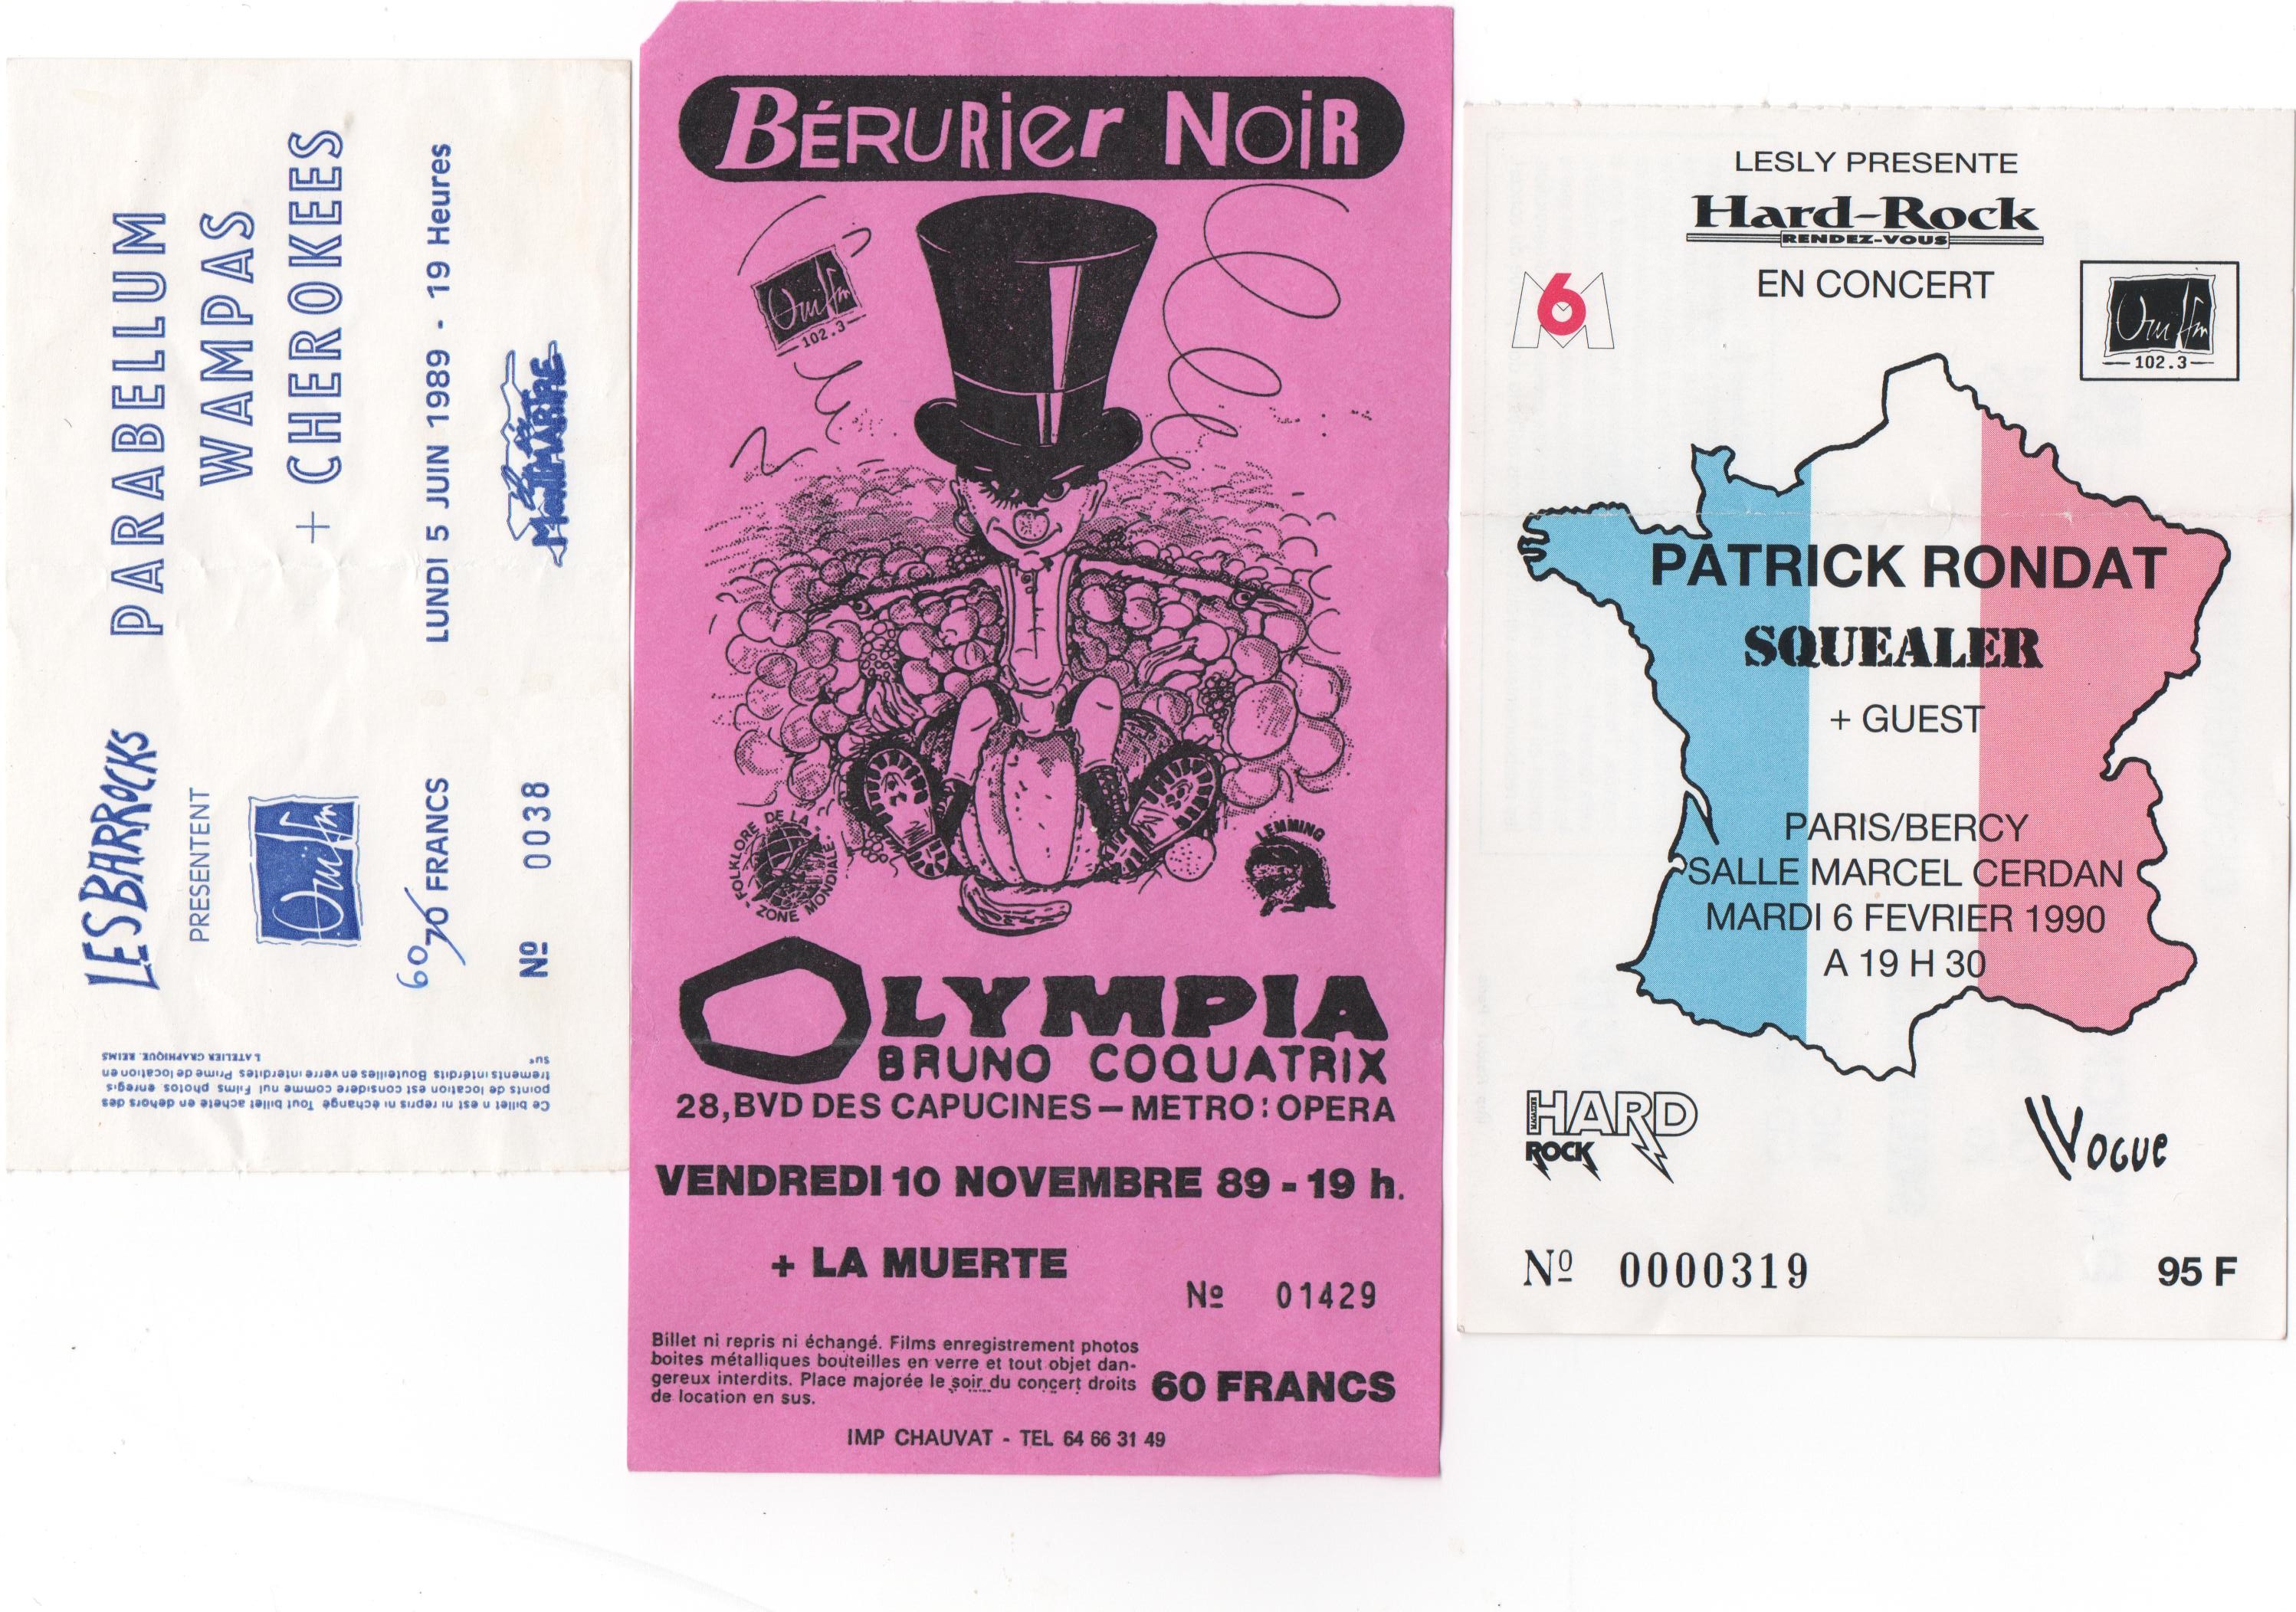 LES BARROCKS
PRESENTENT
Ouï fm
60 70 FRANCS
Nº 0038
PARABELLUM
WAMPAS
+ CHEROKEES
LUNDI 5 JUIN 1989 - 19 Heures
MONTMARTRE
Ce billet n est ni repris ni échangé Tout billet acheté en dehors des
points de location est considéré comme nul Films photos enregis-
trements interdits Bouteilles en verre interdites Prime de location en
sus
L ATELIER GRAPHIQUE. REIMS
BÉRURIER NOIR
Ouï fm
102.3
FOLKLORE DE LA ZONE MONDIALE
LEMMING
OLYMPIA
BRUNO COQUATRIX
28, BVD DES CAPUCINES — METRO : OPERA
VENDREDI 10 NOVEMBRE 89 - 19 h.
+ LA MUERTE
Nº 01429
Billet ni repris ni échangé. Films enregistrement photos
boites métalliques bouteilles en verre et tout objet dan-
gereux interdits. Place majorée le soir du concert droits
de location en sus.
60 FRANCS
IMP CHAUVAT - TEL 64 66 31 49
LESLY PRESENTE
Hard-Rock
RENDEZ-VOUS
EN CONCERT
M6
Ouï fm
102.3
PATRICK RONDAT
SQUEALER
+ GUEST
PARIS/BERCY
SALLE MARCEL CERDAN
MARDI 6 FEVRIER 1990
A 19 H 30
HARD
ROCK
MAGAZINE
VOGUE
Nº 0000319
95 F